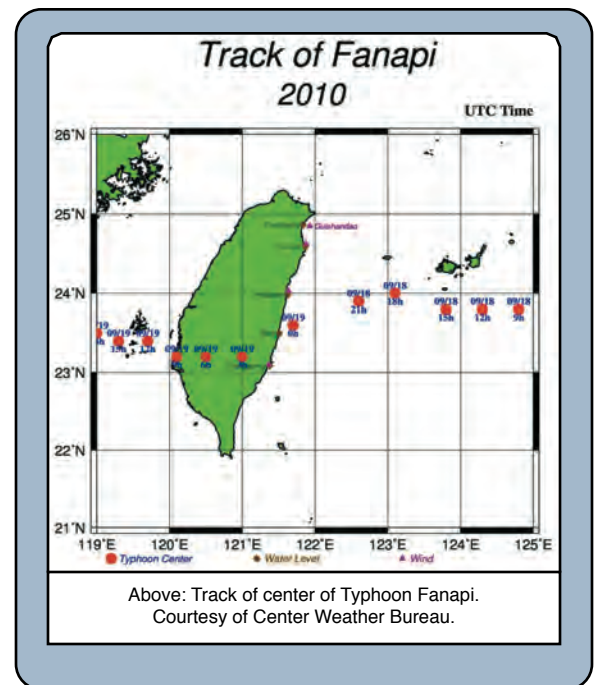 Track of Fanapi
2010
UTC Time
26°N
25°N
24°N
23°N
22°N
21°N
Guishandao
09/18
21h
09/18
18h
09/18
15h
09/18
12h
09/18
9h
09/19
0h
09/19
15h
09/19
12h
09/19
09/19
6h
09/19
119°E
120°E
121°E
122°E
123°E
124°E
125°E
Typhoon Center
Water Level
Wind
Above: Track of center of Typhoon Fanapi.
Courtesy of Center Weather Bureau.